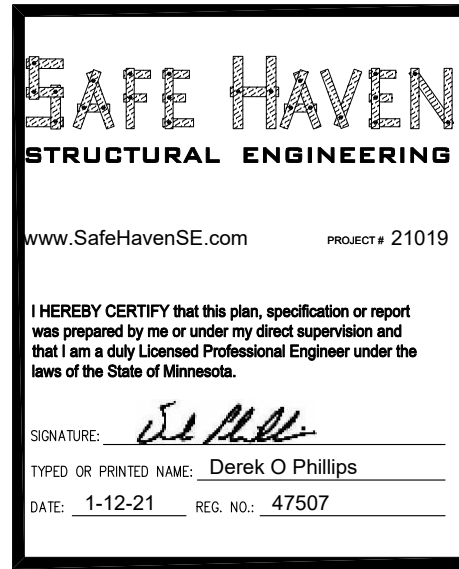 SAFE HAVEN
STRUCTURAL ENGINEERING
www.SafeHavenSE.com PROJECT # 21019
I HEREBY CERTIFY that this plan, specification or report
was prepared by me or under my direct supervision and
that I am a duly Licensed Professional Engineer under the
laws of the State of Minnesota.
SIGNATURE: Derek Phillips
TYPED OR PRINTED NAME: Derek O Phillips
DATE: 1-12-21 REG. NO.: 47507